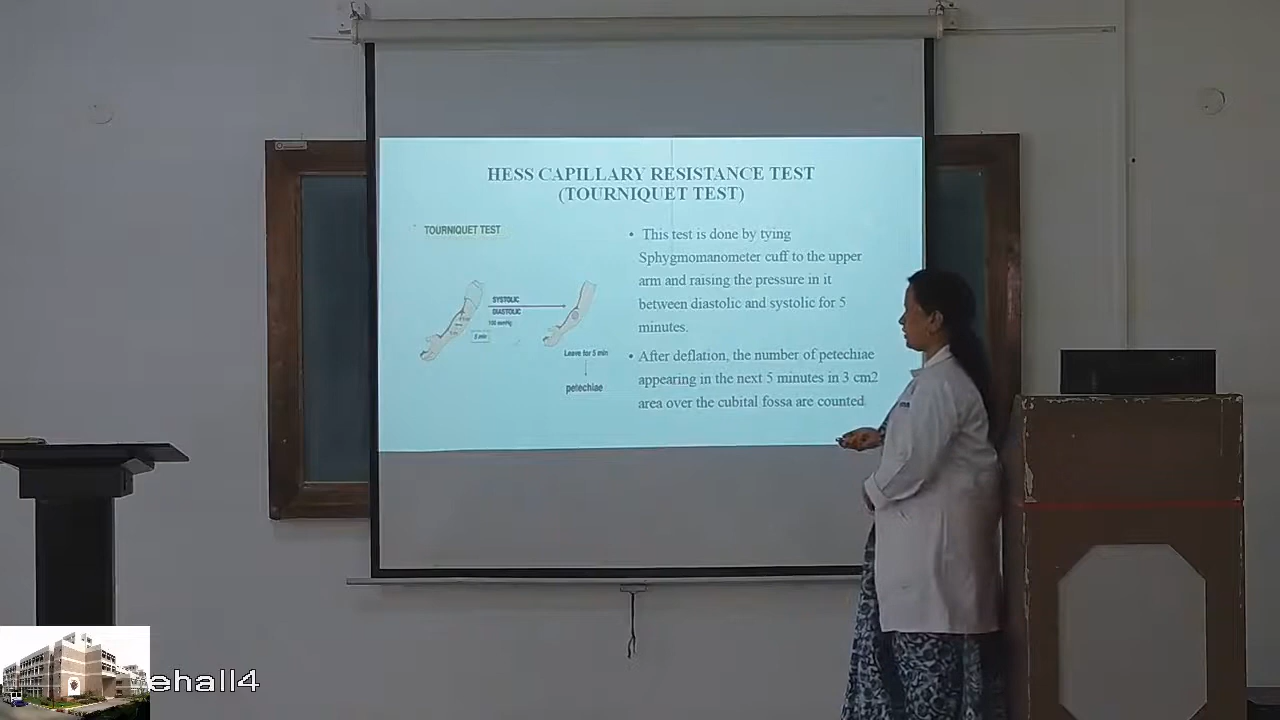 HESS CAPILLARY RESISTANCE TEST
(TOURNIQUET TEST)
TOURNIQUET TEST
SYSTOLIC
DIASTOLIC
100 mmHg
5 min
Leave for 5 min
petechiae
• This test is done by tying
Sphygmomanometer cuff to the upper
arm and raising the pressure in it
between diastolic and systolic for 5
minutes.
• After deflation, the number of petechiae
appearing in the next 5 minutes in 3 cm2
area over the cubital fossa are counted
ehall4